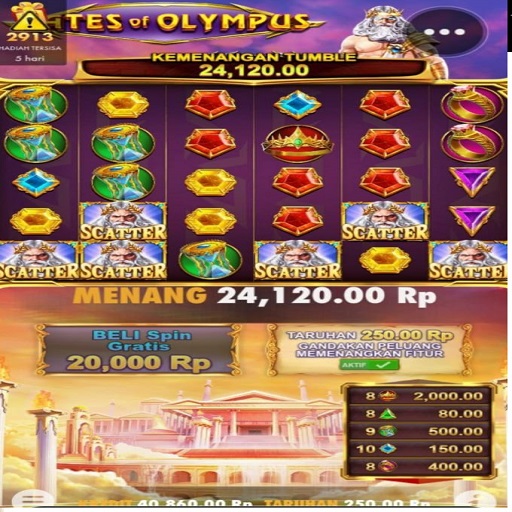 TES of OLYMPUS
2913
HADIAH TERSISA
5 hari
KEMENANGAN TUMBLE
24,120.00
SCATTER SCATTER
SCATTER SCATTER SCATTER SCATTER
MENANG 24,120.00 Rp
BELI Spin
Gratis
20,000 Rp
TARUHAN 250.00 Rp
GANDAKAN PELUANG
MEMENANGKAN FITUR
AKTIF
8 2,000.00
8 80.00
9 500.00
10 150.00
8 400.00
40,860.00 Rp TARUHAN 250.00 Rp